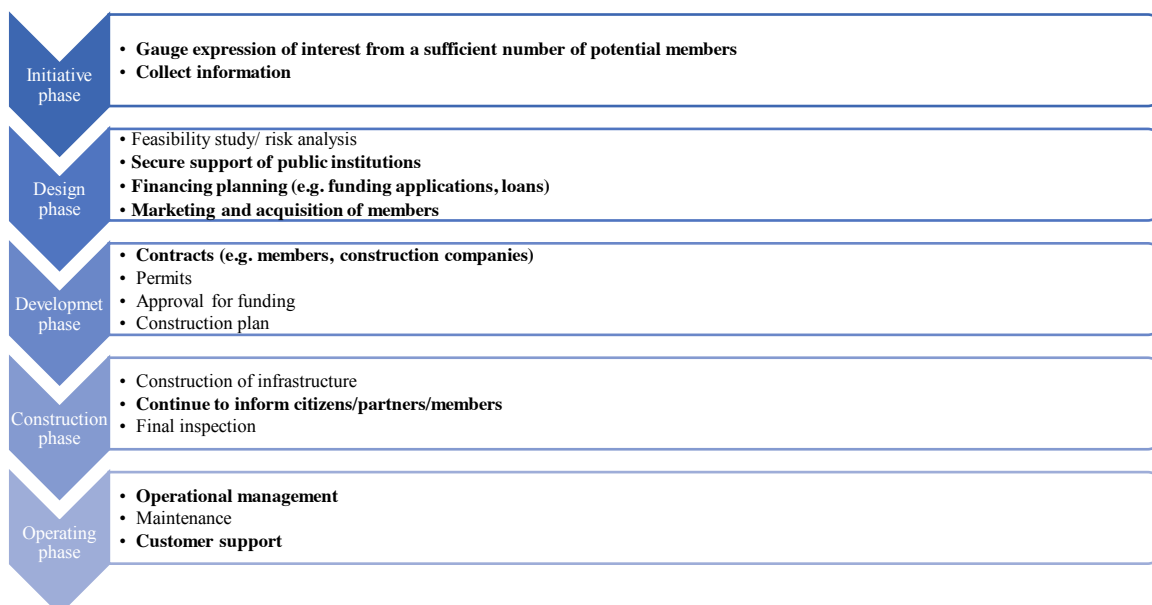 Initiative
phase
• Gauge expression of interest from a sufficient number of potential members
• Collect information
Design
phase
• Feasibility study/ risk analysis
• Secure support of public institutions
• Financing planning (e.g. funding applications, loans)
• Marketing and acquisition of members
Developmet
phase
• Contracts (e.g. members, construction companies)
• Permits
• Approval for funding
• Construction plan
Construction
phase
• Construction of infrastructure
• Continue to inform citizens/partners/members
• Final inspection
Operating
phase
• Operational management
• Maintenance
• Customer support